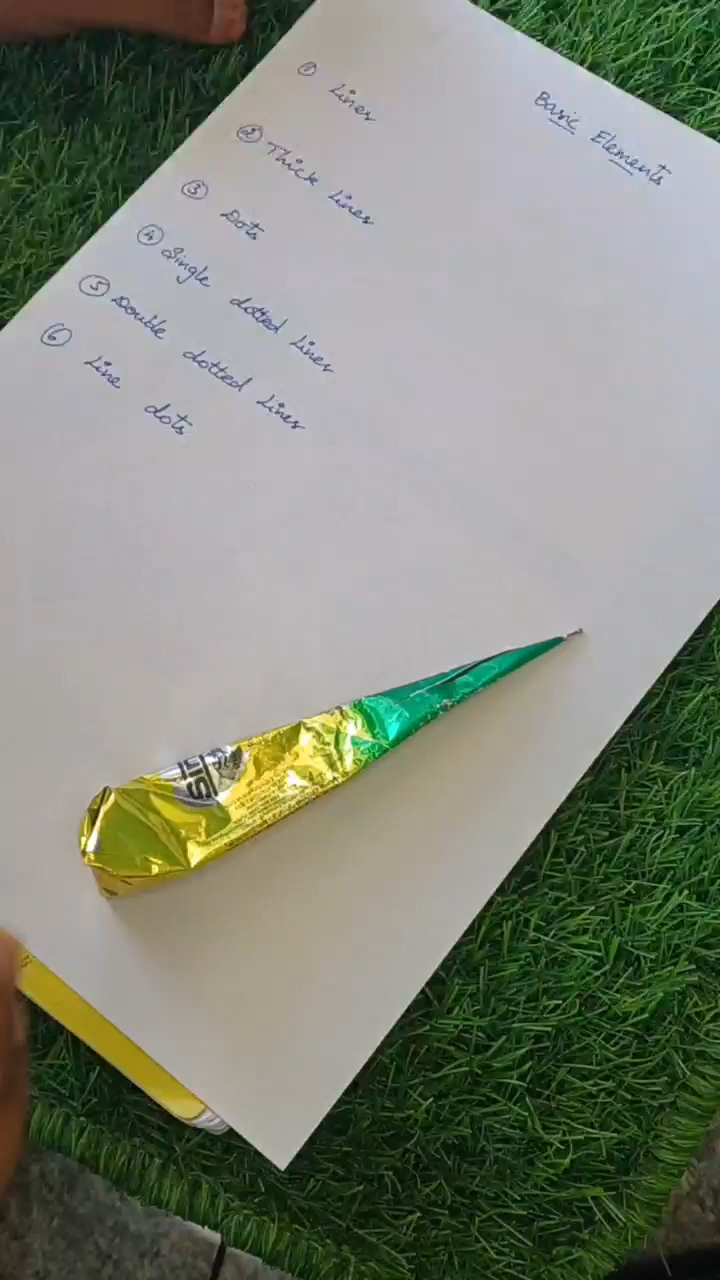 Basic Elements
① Lines
② Thick Lines
③ Dots
④ Single dotted Lines
⑤ Double dotted Lines
⑥ Line dots